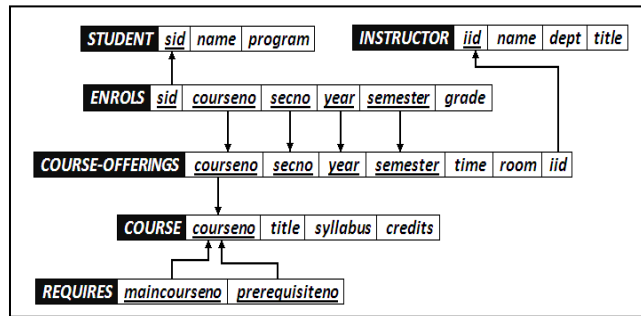 STUDENT sid name program INSTRUCTOR iid name dept title
ENROLS sid courseno secno year semester grade
COURSE-OFFERINGS courseno secno year semester time room iid
COURSE courseno title syllabus credits
REQUIRES maincourseno prerequisiteno